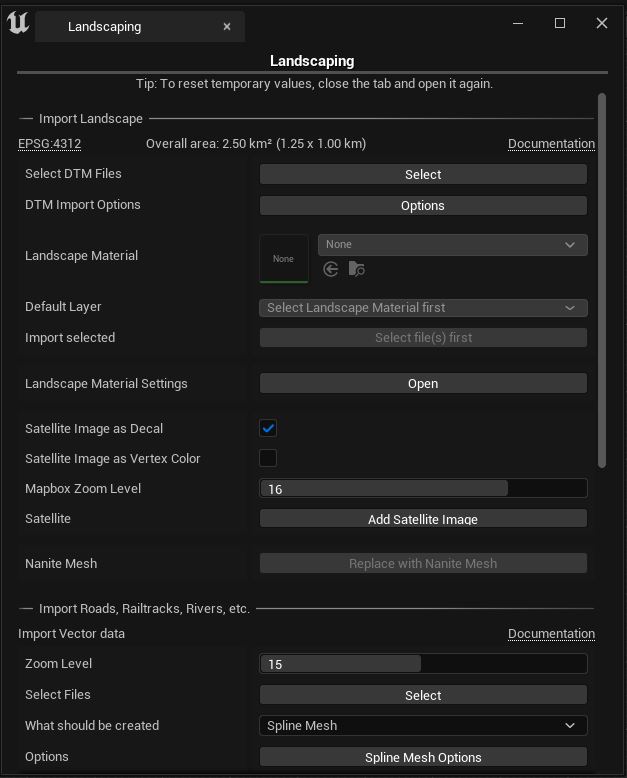 Landscaping
Landscaping
Tip: To reset temporary values, close the tab and open it again.
Import Landscape
EPSG:4312 Overall area: 2.50 km² (1.25 x 1.00 km) Documentation
Select DTM Files Select
DTM Import Options Options
Landscape Material None None
Default Layer Select Landscape Material first
Import selected Select file(s) first
Landscape Material Settings Open
Satellite Image as Decal
Satellite Image as Vertex Color
Mapbox Zoom Level 16
Satellite Add Satellite Image
Nanite Mesh Replace with Nanite Mesh
Import Roads, Railtracks, Rivers, etc.
Import Vector data Documentation
Zoom Level 15
Select Files Select
What should be created Spline Mesh
Options Spline Mesh Options